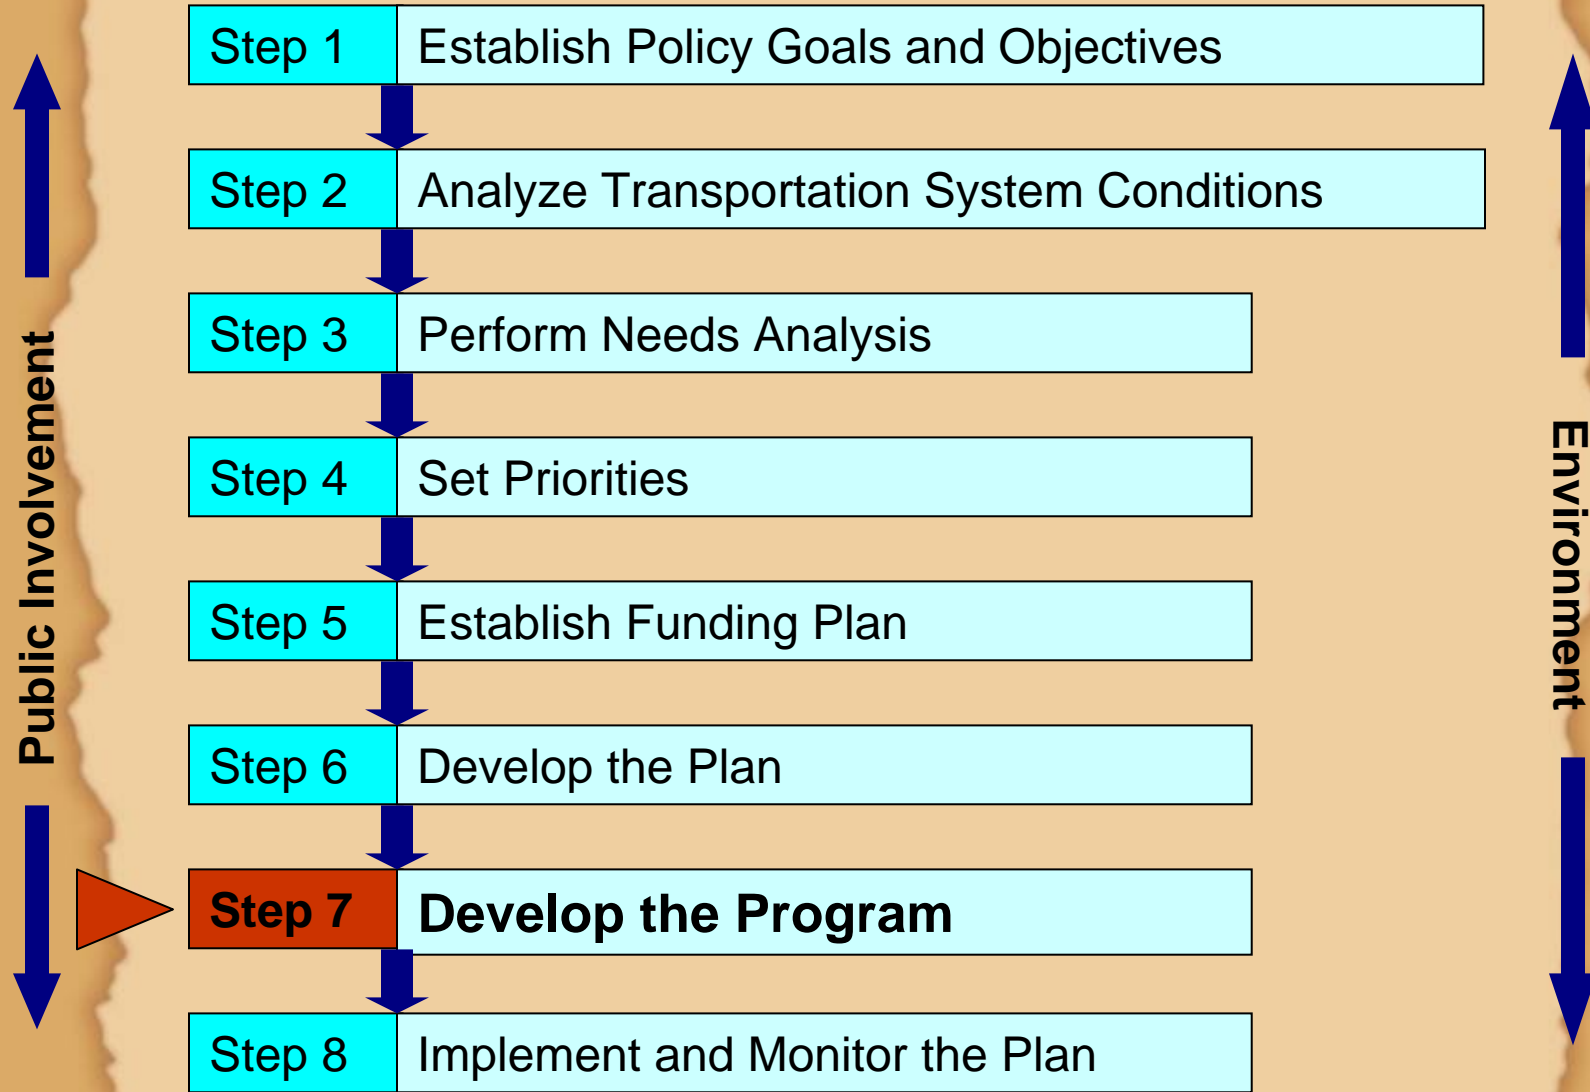 Step 1 Establish Policy Goals and Objectives
Step 2 Analyze Transportation System Conditions
Step 3 Perform Needs Analysis
Step 4 Set Priorities
Step 5 Establish Funding Plan
Step 6 Develop the Plan
Step 7 Develop the Program
Step 8 Implement and Monitor the Plan
Public Involvement
Environment